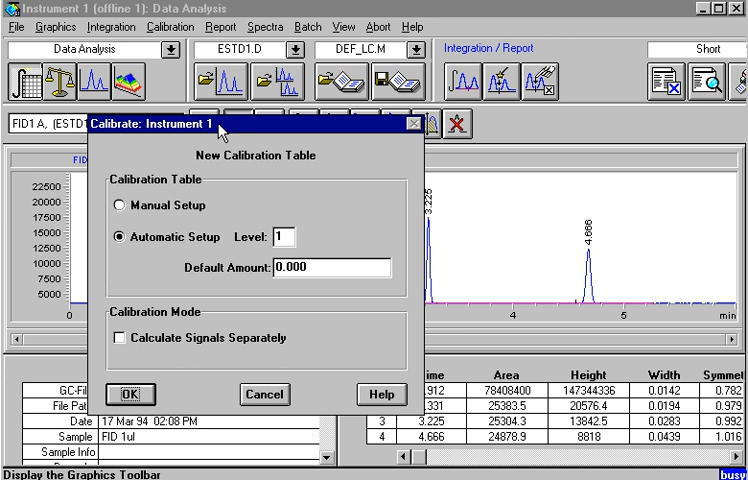 Instrument 1 (offline 1): Data Analysis
File Graphics Integration Calibration Report Spectra Batch View Abort Help
Data Analysis ESTD1.D DEF_LC.M Integration / Report Short
FID1 A, (ESTD1
Calibrate: Instrument 1
New Calibration Table
Calibration Table
Manual Setup
Automatic Setup Level: 1
Default Amount: 0.000
Calibration Mode
Calculate Signals Separately
OK Cancel Help
FID
22500
20000
17500
15000
12500
10000
7500
5000
3.225
4.666
0 4 5 min
ime Area Height Width Symmet
GC-Fil .912 78408400 147344336 0.0142 0.782
File Pat .331 25383.5 20576.4 0.0194 0.979
Date 17 Mar 94 02:08 PM 3 3.225 25304.3 13842.5 0.0283 0.992
Sample FID 1ul 4 4.666 24878.9 8818 0.0439 1.016
Sample Info
Display the Graphics Toolbar busy